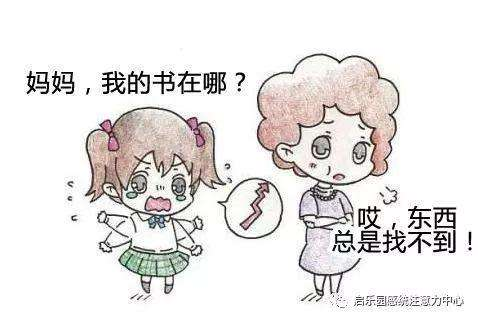 妈妈，我的书在哪？
哎，东西
总是找不到！
启乐园感统注意力中心